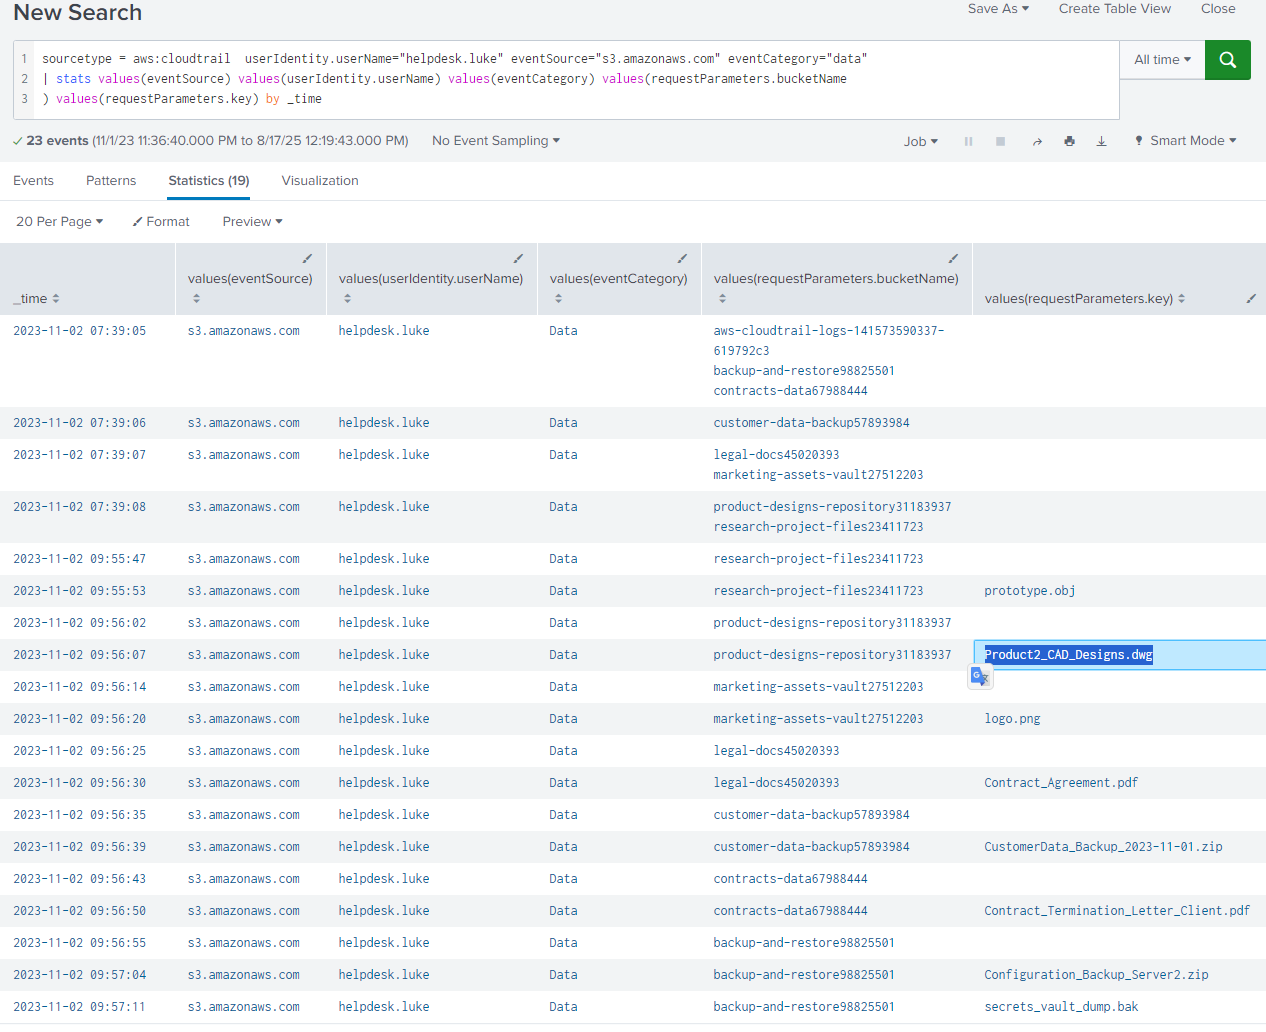 New Search
Save As
Create Table View
Close
1 sourcetype = aws:cloudtrail  userIdentity.userName="helpdesk.luke" eventSource="s3.amazonaws.com" eventCategory="data"
2 | stats values(eventSource) values(userIdentity.userName) values(eventCategory) values(requestParameters.bucketName
3 ) values(requestParameters.key) by _time
All time
23 events (11/1/23 11:36:40.000 PM to 8/17/25 12:19:43.000 PM)
No Event Sampling
Job
Smart Mode
Events
Patterns
Statistics (19)
Visualization
20 Per Page
Format
Preview
_time values(eventSource) values(userIdentity.userName) values(eventCategory) values(requestParameters.bucketName) values(requestParameters.key)
2023-11-02 07:39:05 s3.amazonaws.com helpdesk.luke Data aws-cloudtrail-logs-141573590337-
619792c3
backup-and-restore98825501
contracts-data67988444
2023-11-02 07:39:06 s3.amazonaws.com helpdesk.luke Data customer-data-backup57893984
2023-11-02 07:39:07 s3.amazonaws.com helpdesk.luke Data legal-docs45020393
marketing-assets-vault27512203
2023-11-02 07:39:08 s3.amazonaws.com helpdesk.luke Data product-designs-repository31183937
research-project-files23411723
2023-11-02 09:55:47 s3.amazonaws.com helpdesk.luke Data research-project-files23411723
2023-11-02 09:55:53 s3.amazonaws.com helpdesk.luke Data research-project-files23411723 prototype.obj
2023-11-02 09:56:02 s3.amazonaws.com helpdesk.luke Data product-designs-repository31183937
2023-11-02 09:56:07 s3.amazonaws.com helpdesk.luke Data product-designs-repository31183937 Product2_CAD_Designs.dwg
2023-11-02 09:56:14 s3.amazonaws.com helpdesk.luke Data marketing-assets-vault27512203
2023-11-02 09:56:20 s3.amazonaws.com helpdesk.luke Data marketing-assets-vault27512203 logo.png
2023-11-02 09:56:25 s3.amazonaws.com helpdesk.luke Data legal-docs45020393
2023-11-02 09:56:30 s3.amazonaws.com helpdesk.luke Data legal-docs45020393 Contract_Agreement.pdf
2023-11-02 09:56:35 s3.amazonaws.com helpdesk.luke Data customer-data-backup57893984
2023-11-02 09:56:39 s3.amazonaws.com helpdesk.luke Data customer-data-backup57893984 CustomerData_Backup_2023-11-01.zip
2023-11-02 09:56:43 s3.amazonaws.com helpdesk.luke Data contracts-data67988444
2023-11-02 09:56:50 s3.amazonaws.com helpdesk.luke Data contracts-data67988444 Contract_Termination_Letter_Client.pdf
2023-11-02 09:56:55 s3.amazonaws.com helpdesk.luke Data backup-and-restore98825501
2023-11-02 09:57:04 s3.amazonaws.com helpdesk.luke Data backup-and-restore98825501 Configuration_Backup_Server2.zip
2023-11-02 09:57:11 s3.amazonaws.com helpdesk.luke Data backup-and-restore98825501 secrets_vault_dump.bak